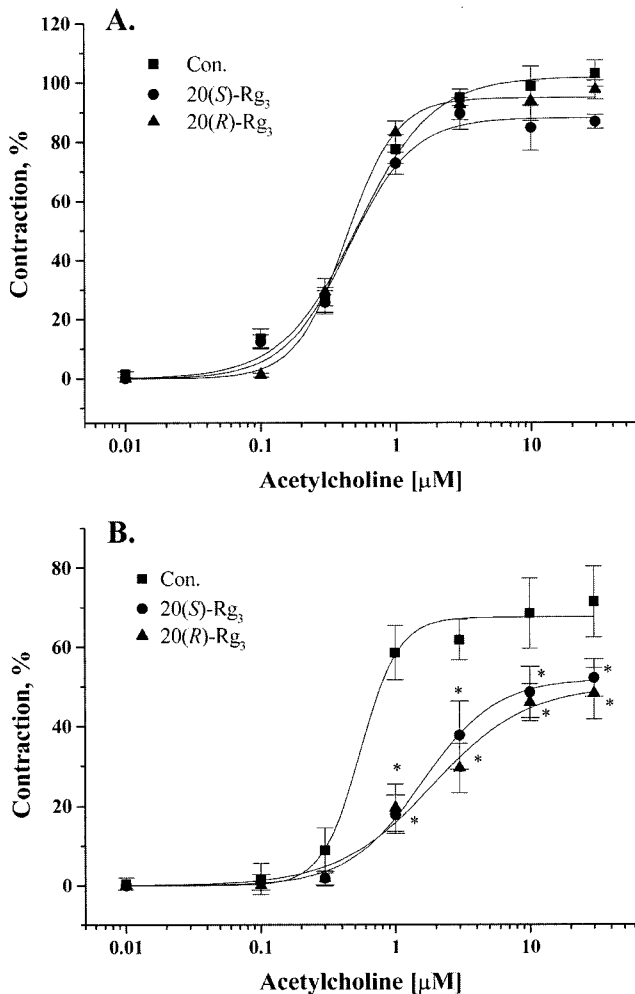 A.
Con.
20(S)-Rg3
20(R)-Rg3
Contraction, %
120
100
80
60
40
20
0
0.01 0.1 1 10
Acetylcholine [μM]
B.
Con.
20(S)-Rg3
20(R)-Rg3
Contraction, %
80
60
40
20
0
* * * * * * * *
0.01 0.1 1 10
Acetylcholine [μM]